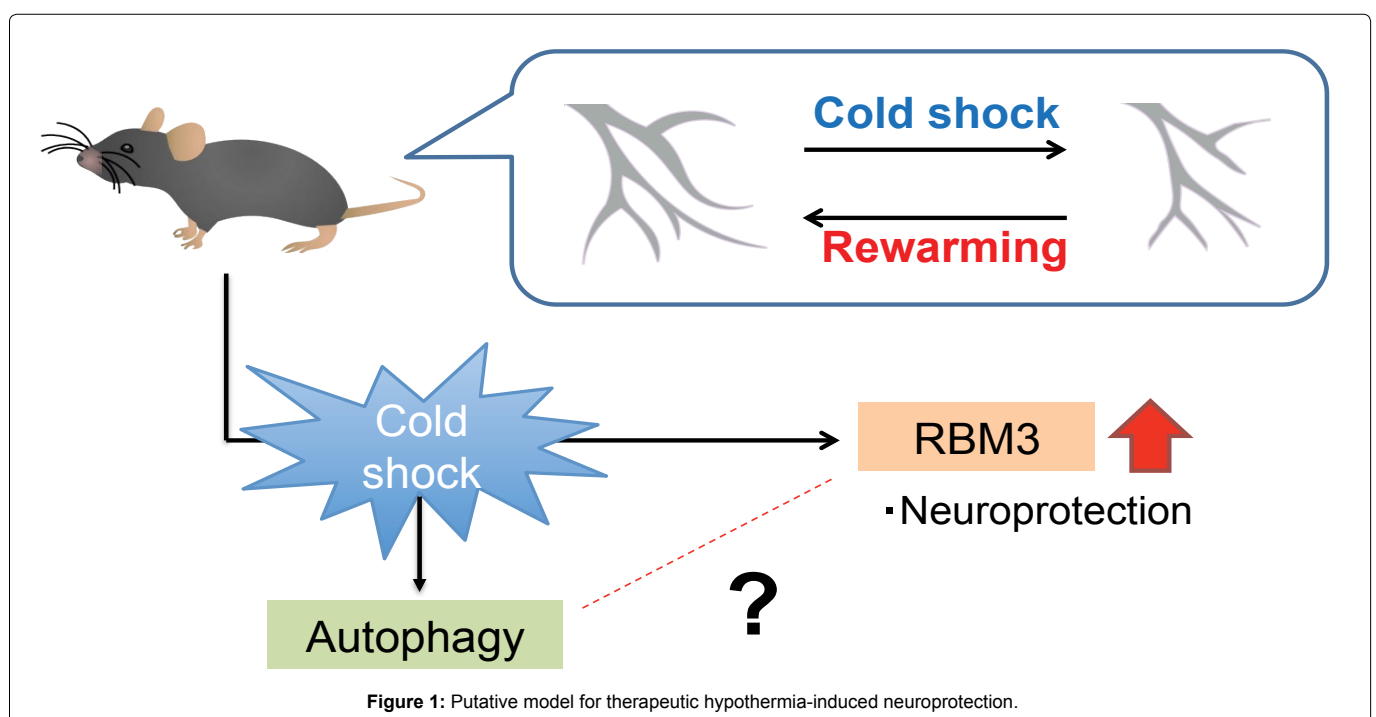 Cold shock
Rewarming
Cold
shock
RBM3
·Neuroprotection
?
Autophagy
Figure 1: Putative model for therapeutic hypothermia-induced neuroprotection.